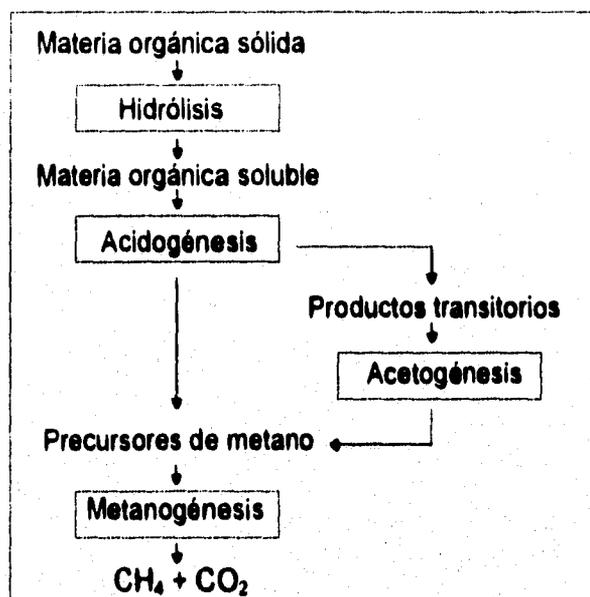 Materia orgánica sólida
Hidrólisis
Materia orgánica soluble
Acidogénesis
Productos transitorios
Acetogénesis
Precursores de metano
Metanogénesis
CH₄ + CO₂